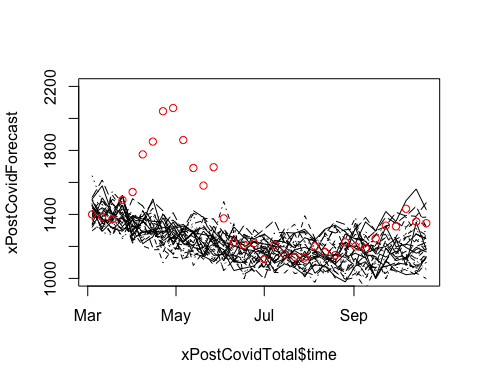 2200
1800
1400
1000
xPostCovidForecast
Mar May Jul Sep
xPostCovidTotal$time